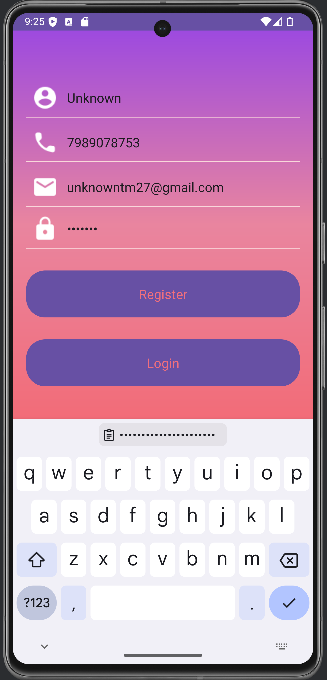 9:25
Unknown
7989078753
unknowntm27@gmail.com
•••••••
Register
Login
••••••••••••••••••••••
q w e r t y u i o p
a s d f g h j k l
z x c v b n m
?123 , .